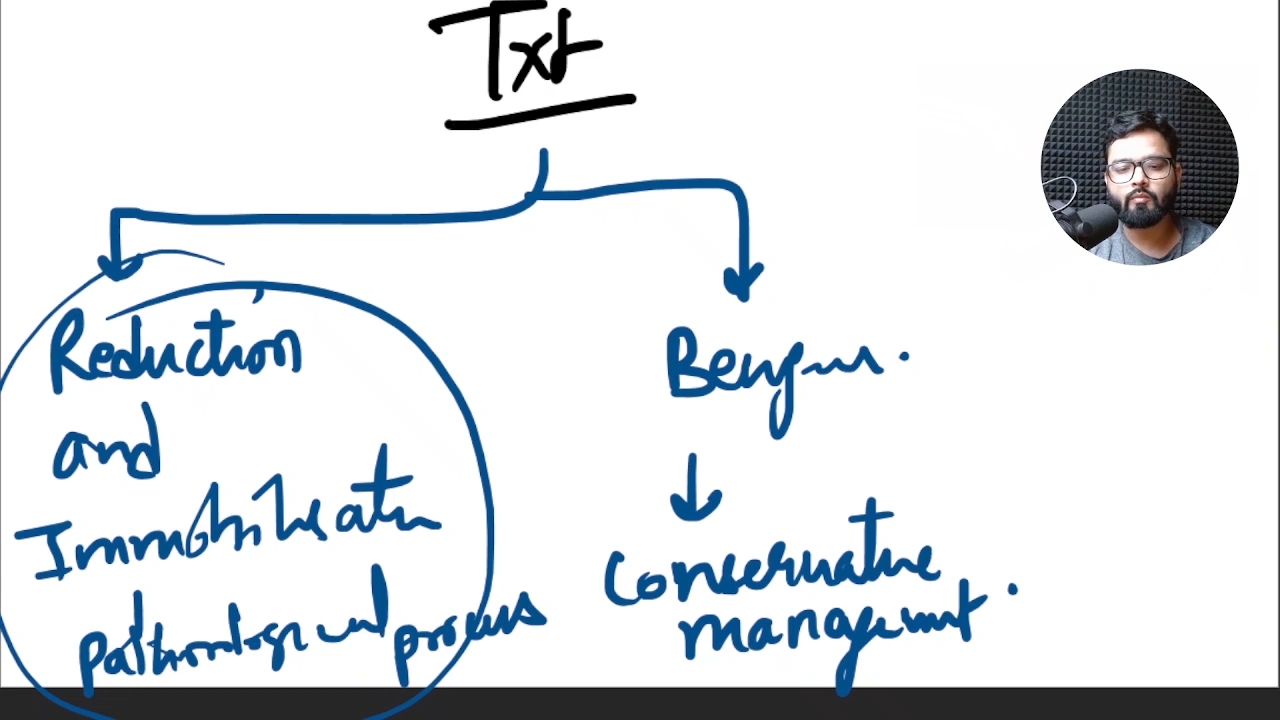 Txt
Reduction
and
Immobilisation
pathological process
Benign.
Conservative
management.